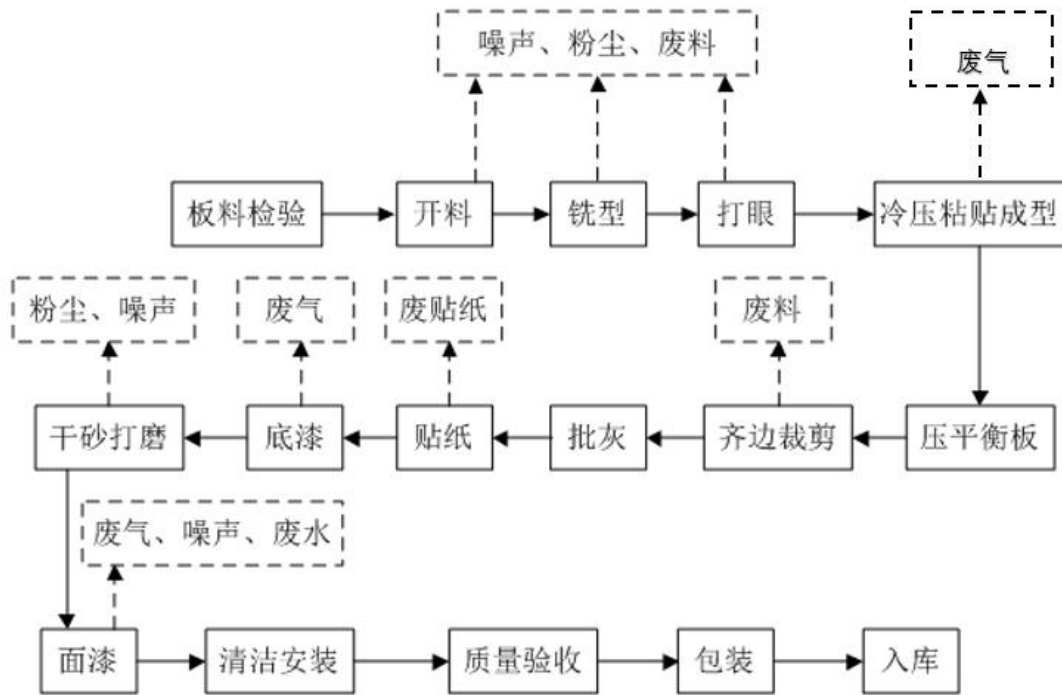 噪声、粉尘、废料
废气
板料检验
开料
铣型
打眼
冷压粘贴成型
粉尘、噪声
废气
废贴纸
废料
干砂打磨
底漆
贴纸
批灰
齐边裁剪
压平衡板
废气、噪声、废水
面漆
清洁安装
质量验收
包装
入库